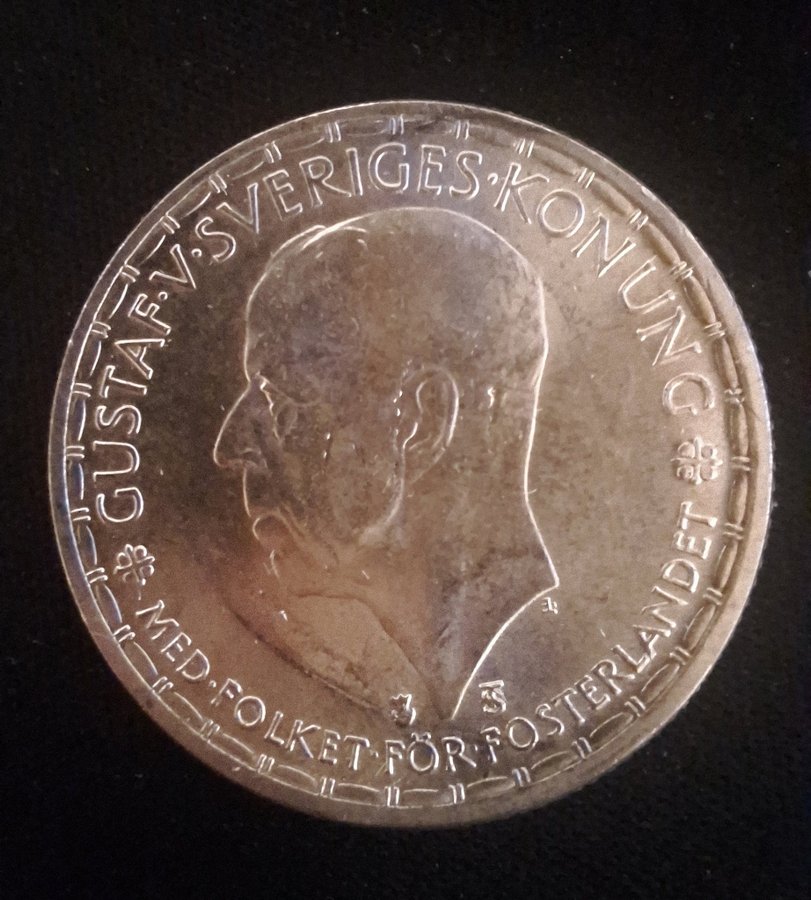 GUSTAF·V·SVERIGES·KONUNG
MED·FOLKET·FÖR·FOSTERLANDET